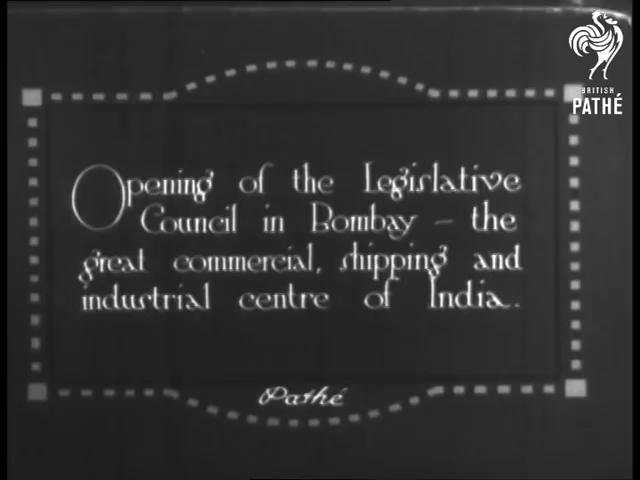 BRITISH
PATHÉ
Opening of the Legislative
Council in Bombay – the
great commercial, shipping and
industrial centre of India.
Pathé